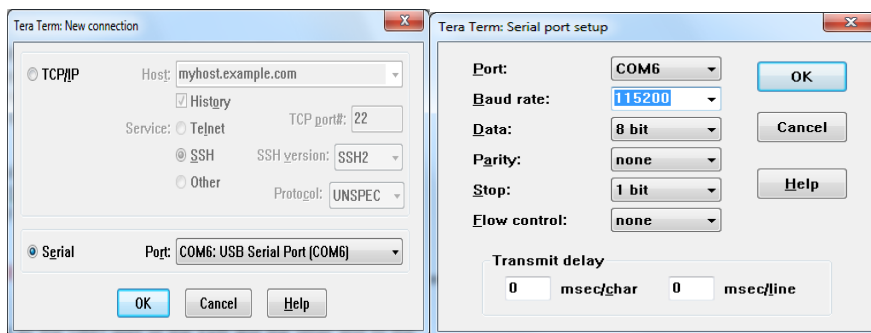 Tera Term: New connection
TCP/IP
Host: myhost.example.com
History
Service: Telnet
TCP port#: 22
SSH
SSH version: SSH2
Other
Protocol: UNSPEC
Serial
Port: COM6: USB Serial Port (COM6)
OK Cancel Help
Tera Term: Serial port setup
Port: COM6
OK
Baud rate: 115200
Data: 8 bit
Cancel
Parity: none
Stop: 1 bit
Help
Flow control: none
Transmit delay
0 msec/char 0 msec/line